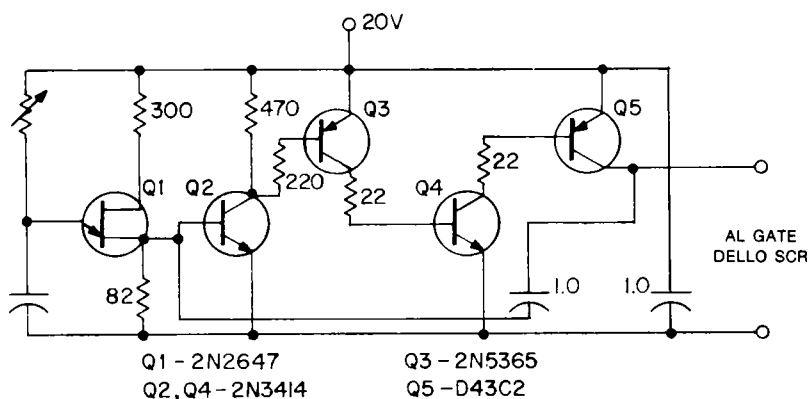 20V
300
470
Q3
Q5
Q1
Q2
220
22
Q4
22
AL GATE
DELLO SCR
82
1.0
1.0
Q1-2N2647
Q2,Q4-2N3414
Q3-2N5365
Q5-D43C2